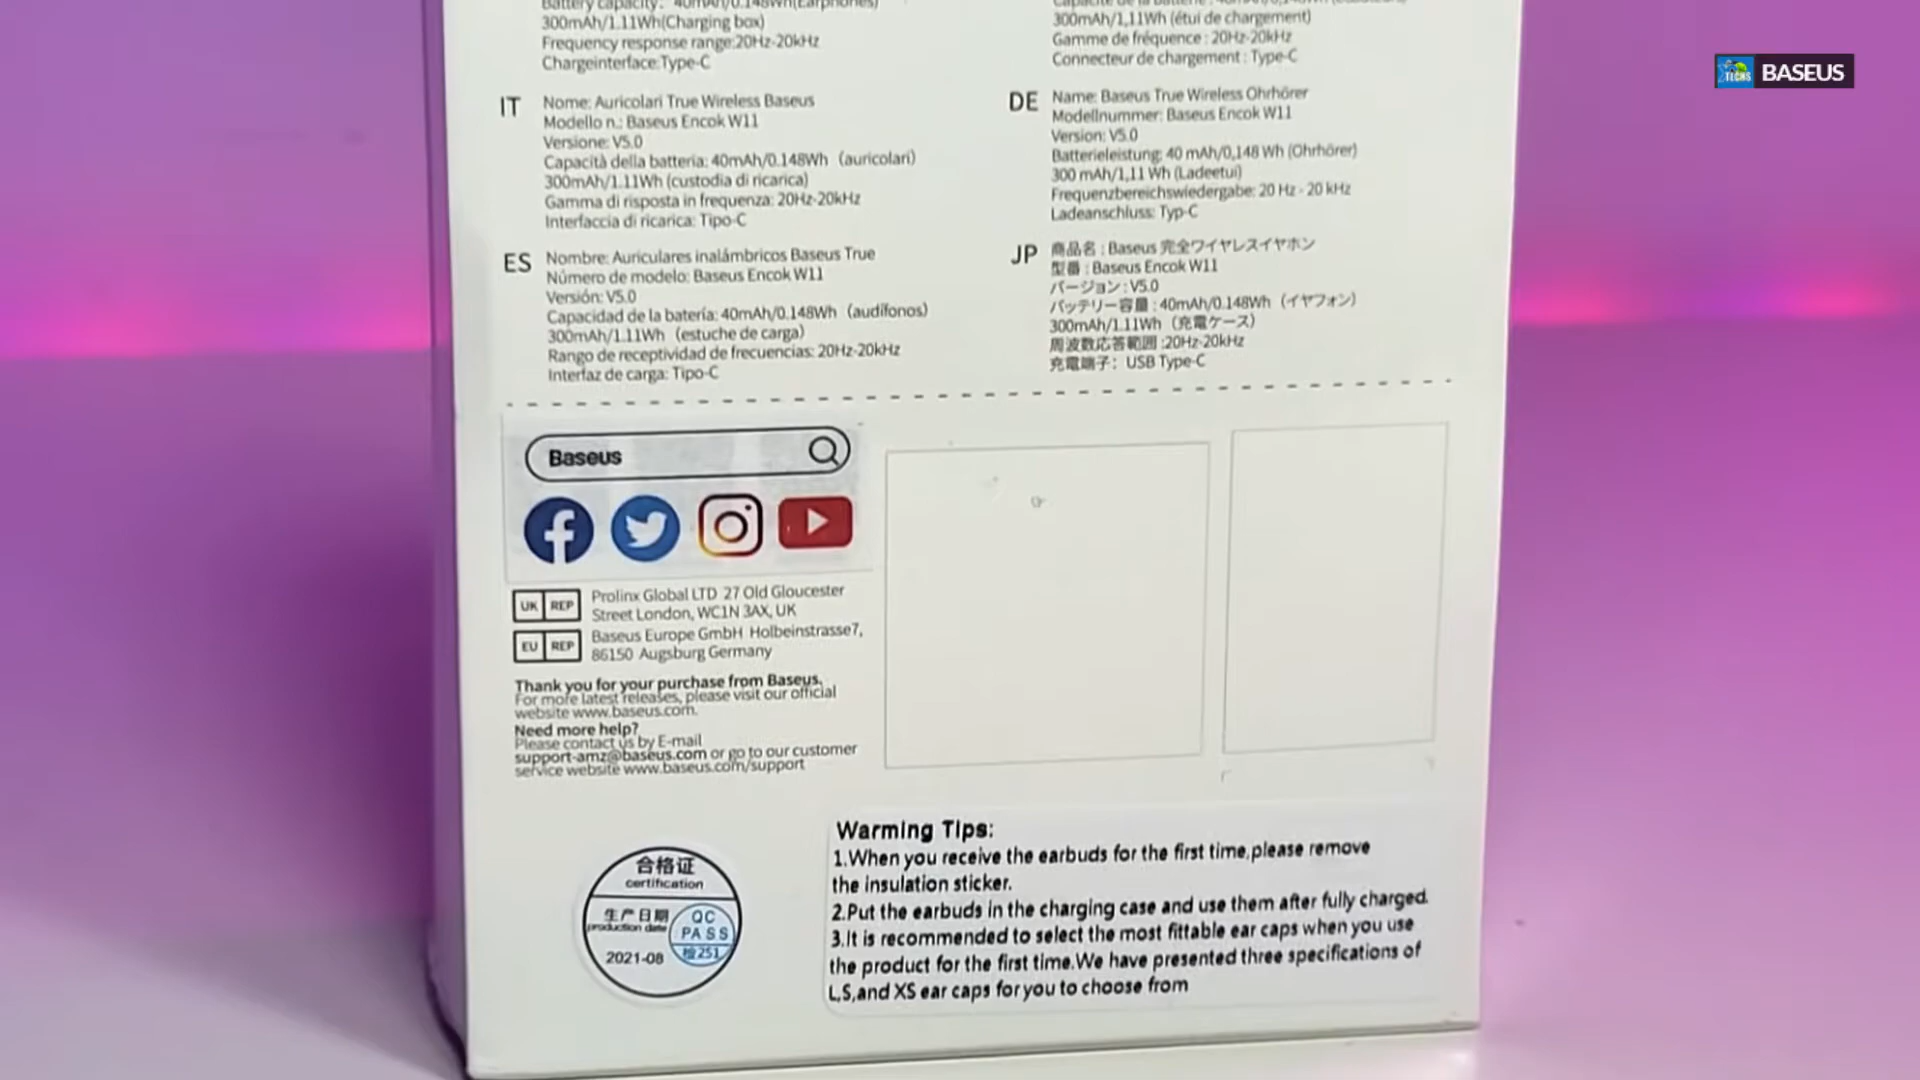 Battery capacity: 40mAh/0.148Wh(Earphones)
300mAh/1.11Wh(Charging box)
Frequency response range:20Hz-20kHz
Chargeinterface:Type-C
300mAh/1,11Wh (étui de chargement)
Gamme de fréquence : 20Hz-20kHz
Connecteur de chargement : Type-C
TECHS BASEUS
IT
Nome: Auricolari True Wireless Baseus
Modello n.: Baseus Encok W11
Versione: V5.0
Capacità della batteria: 40mAh/0.148Wh (auricolari)
300mAh/1.11Wh (custodia di ricarica)
Gamma di risposta in frequenza: 20Hz-20kHz
Interfaccia di ricarica: Tipo-C
DE
Name: Baseus True Wireless Ohrhörer
Modellnummer: Baseus Encok W11
Version: V5.0
Batterieleistung: 40 mAh/0,148 Wh (Ohrhörer)
300 mAh/1,11 Wh (Ladeetui)
Frequenzbereichswiedergabe: 20 Hz - 20 kHz
Ladeanschluss: Typ-C
ES
Nombre: Auriculares inalámbricos Baseus True
Número de modelo: Baseus Encok W11
Versión: V5.0
Capacidad de la batería: 40mAh/0.148Wh (audífonos)
300mAh/1.11Wh (estuche de carga)
Rango de receptividad de frecuencias: 20Hz-20kHz
Interfaz de carga: Tipo-C
JP
商品名 : Baseus 完全ワイヤレスイヤホン
型番 : Baseus Encok W11
バージョン : V5.0
バッテリー容量 : 40mAh/0.148Wh (イヤフォン)
300mAh/1.11Wh (充電ケース)
周波数応答範囲 :20Hz-20kHz
充電端子: USB Type-C
Baseus
UK REP
Prolinx Global LTD 27 Old Gloucester
Street London, WC1N 3AX, UK
EU REP
Baseus Europe GmbH Holbeinstrasse7,
86150 Augsburg Germany
Thank you for your purchase from Baseus.
For more latest releases, please visit our official
website www.baseus.com.
Need more help?
Please contact us by E-mail
support-amz@baseus.com or go to our customer
service website www.baseus.com/support
合格证
certification
生产日期
production date
2021-08
QC
PASS
检251
Warming Tips:
1.When you receive the earbuds for the first time,please remove
the insulation sticker.
2.Put the earbuds in the charging case and use them after fully charged.
3.It is recommended to select the most fittable ear caps when you use
the product for the first time.We have presented three specifications of
L,S,and XS ear caps for you to choose from